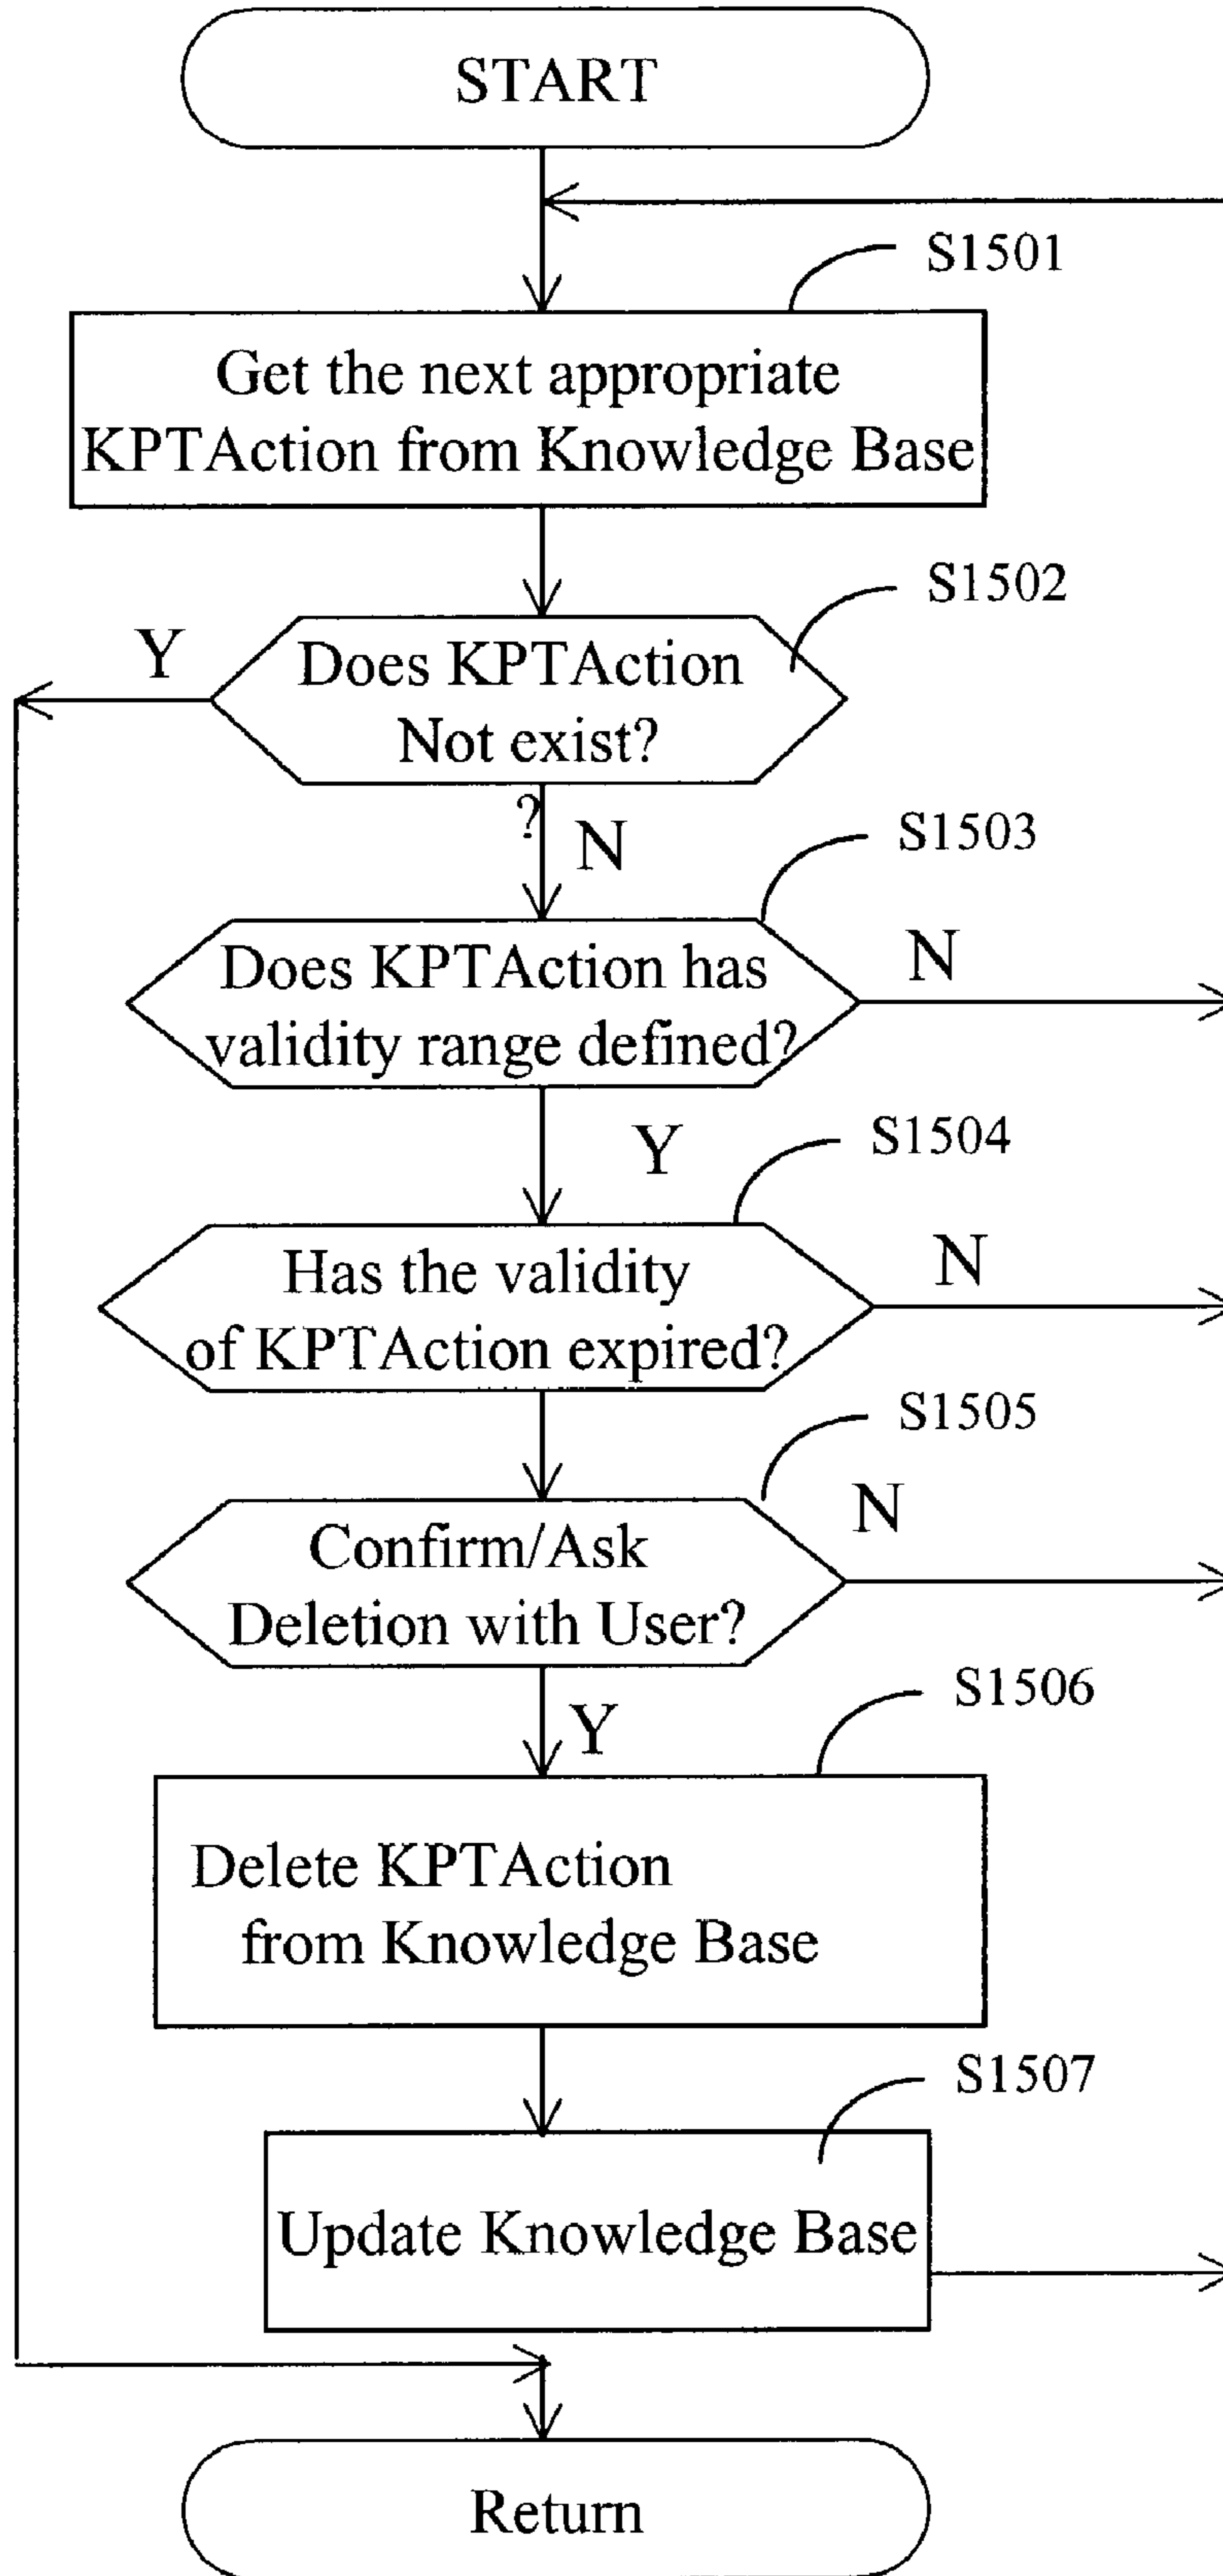 START
S1501
Get the next appropriate
KPTAction from Knowledge Base
S1502
Y
Does KPTAction
Not exist?
?
N
S1503
Does KPTAction has
validity range defined?
N
Y
S1504
Has the validity
of KPTAction expired?
N
S1505
Confirm/Ask
Deletion with User?
N
Y
S1506
Delete KPTAction
from Knowledge Base
S1507
Update Knowledge Base
Return